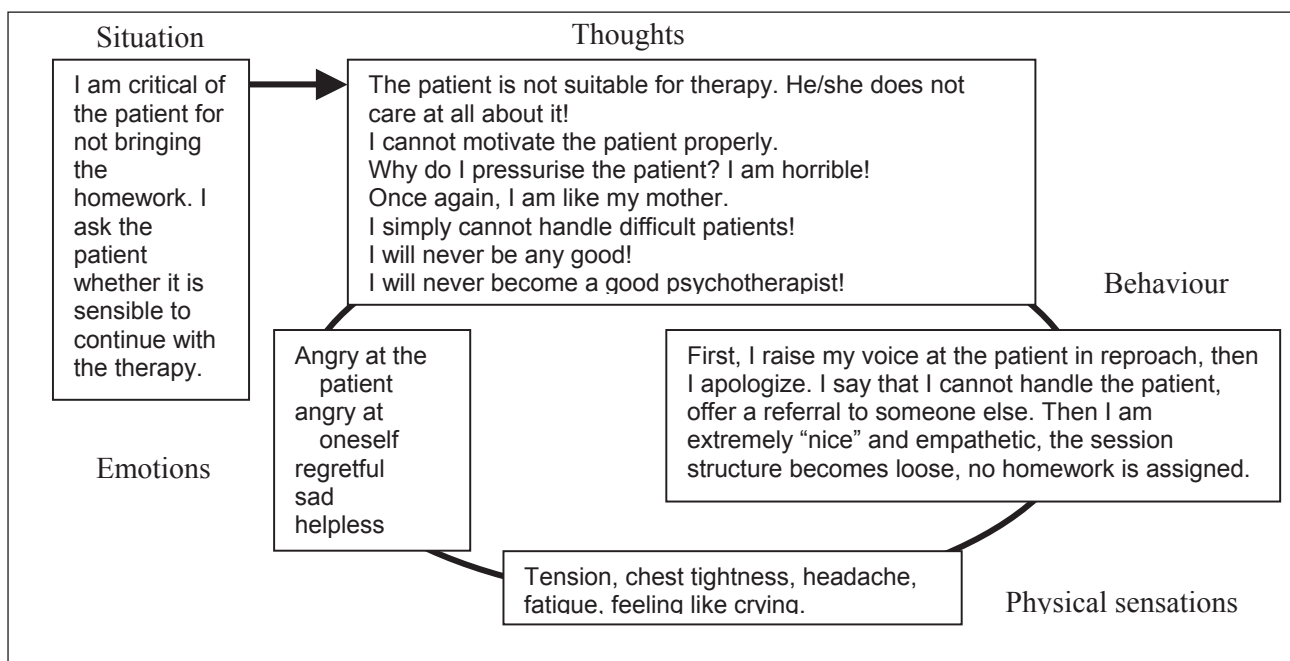 Situation
I am critical of
the patient for
not bringing
the
homework. I
ask the
patient
whether it is
sensible to
continue with
the therapy.
Thoughts
The patient is not suitable for therapy. He/she does not
care at all about it!
I cannot motivate the patient properly.
Why do I pressurise the patient? I am horrible!
Once again, I am like my mother.
I simply cannot handle difficult patients!
I will never be any good!
I will never become a good psychotherapist!
Behaviour
First, I raise my voice at the patient in reproach, then
I apologize. I say that I cannot handle the patient,
offer a referral to someone else. Then I am
extremely “nice” and empathetic, the session
structure becomes loose, no homework is assigned.
Emotions
Angry at the
patient
angry at
oneself
regretful
sad
helpless
Tension, chest tightness, headache,
fatigue, feeling like crying.
Physical sensations